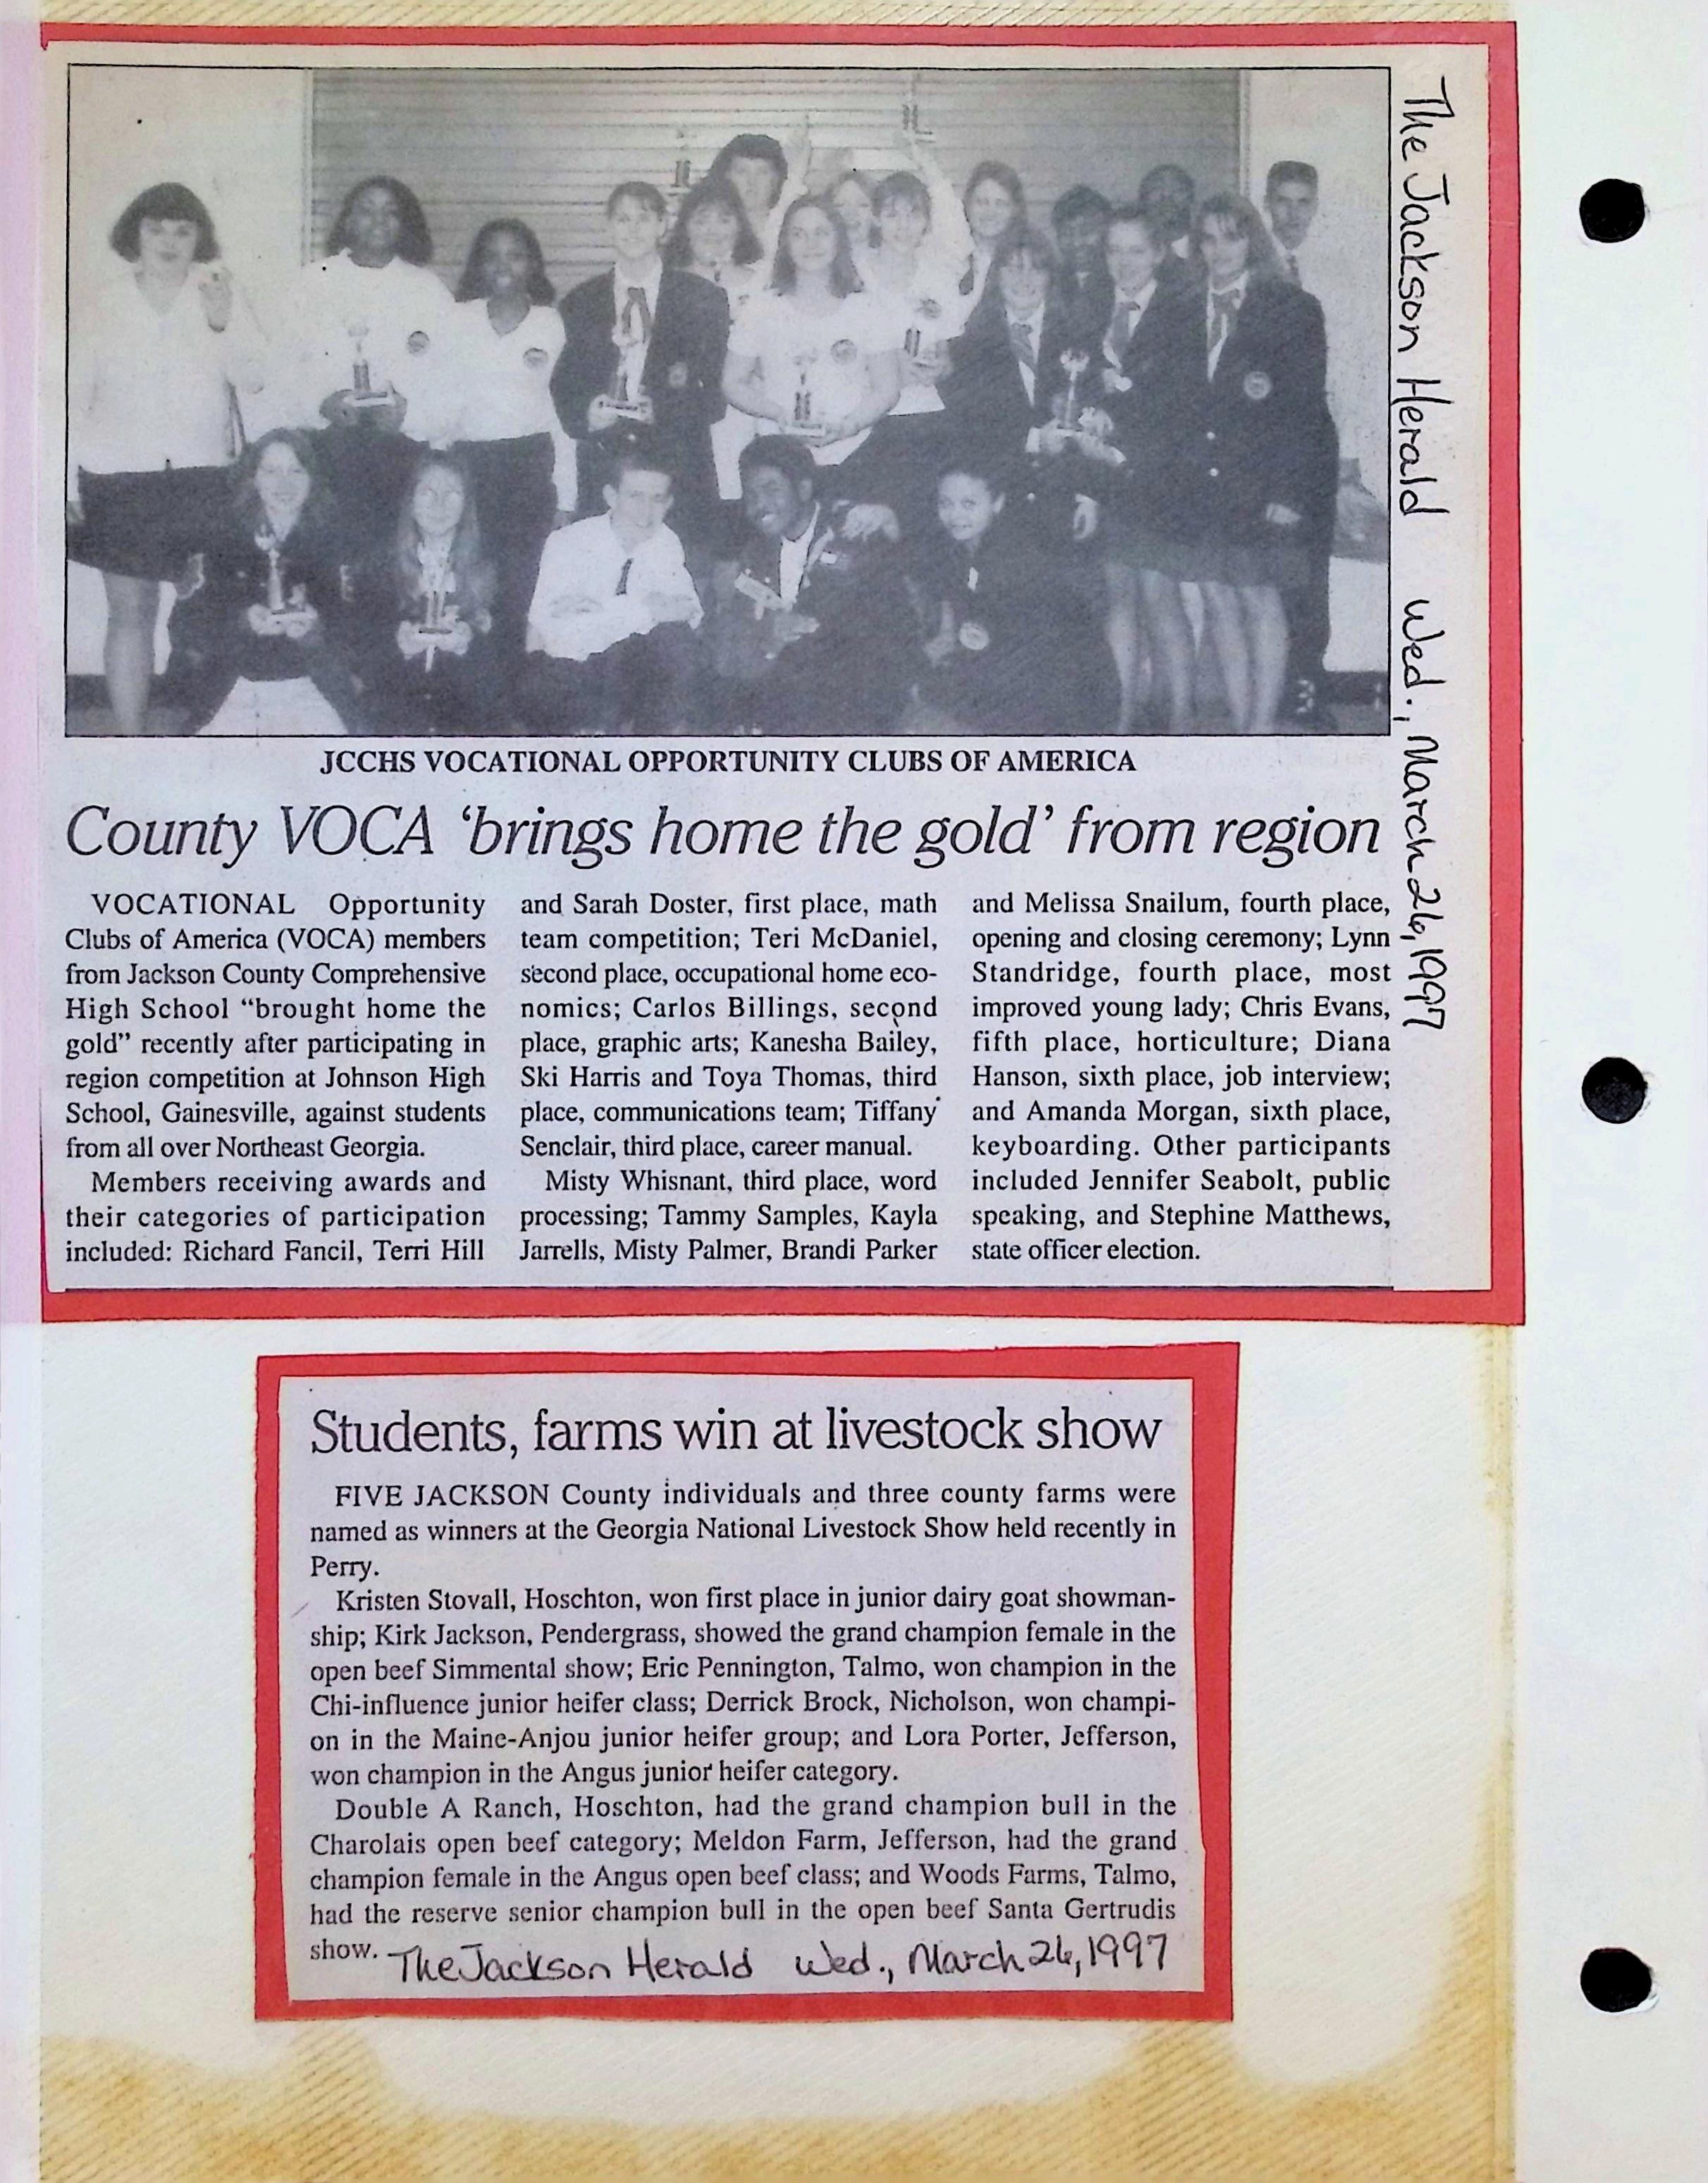 The Jackson Herald Wed., March 26, 1997
JCCHS VOCATIONAL OPPORTUNITY CLUBS OF AMERICA
County VOCA ‘brings home the gold’ from region
VOCATIONAL Opportunity
Clubs of America (VOCA) members
from Jackson County Comprehensive
High School “brought home the
gold” recently after participating in
region competition at Johnson High
School, Gainesville, against students
from all over Northeast Georgia.
Members receiving awards and
their categories of participation
included: Richard Fancil, Terri Hill
and Sarah Doster, first place, math
team competition; Teri McDaniel,
second place, occupational home eco-
nomics; Carlos Billings, second
place, graphic arts; Kanesha Bailey,
Ski Harris and Toya Thomas, third
place, communications team; Tiffany
Senclair, third place, career manual.
Misty Whisnant, third place, word
processing; Tammy Samples, Kayla
Jarrells, Misty Palmer, Brandi Parker
and Melissa Snailum, fourth place,
opening and closing ceremony; Lynn
Standridge, fourth place, most
improved young lady; Chris Evans,
fifth place, horticulture; Diana
Hanson, sixth place, job interview;
and Amanda Morgan, sixth place,
keyboarding. Other participants
included Jennifer Seabolt, public
speaking, and Stephine Matthews,
state officer election.
Students, farms win at livestock show
FIVE JACKSON County individuals and three county farms were
named as winners at the Georgia National Livestock Show held recently in
Perry.
Kristen Stovall, Hoschton, won first place in junior dairy goat showman-
ship; Kirk Jackson, Pendergrass, showed the grand champion female in the
open beef Simmental show; Eric Pennington, Talmo, won champion in the
Chi-influence junior heifer class; Derrick Brock, Nicholson, won champi-
on in the Maine-Anjou junior heifer group; and Lora Porter, Jefferson,
won champion in the Angus junior heifer category.
Double A Ranch, Hoschton, had the grand champion bull in the
Charolais open beef category; Meldon Farm, Jefferson, had the grand
champion female in the Angus open beef class; and Woods Farms, Talmo,
had the reserve senior champion bull in the open beef Santa Gertrudis
show.
The Jackson Herald Wed., March 26, 1997